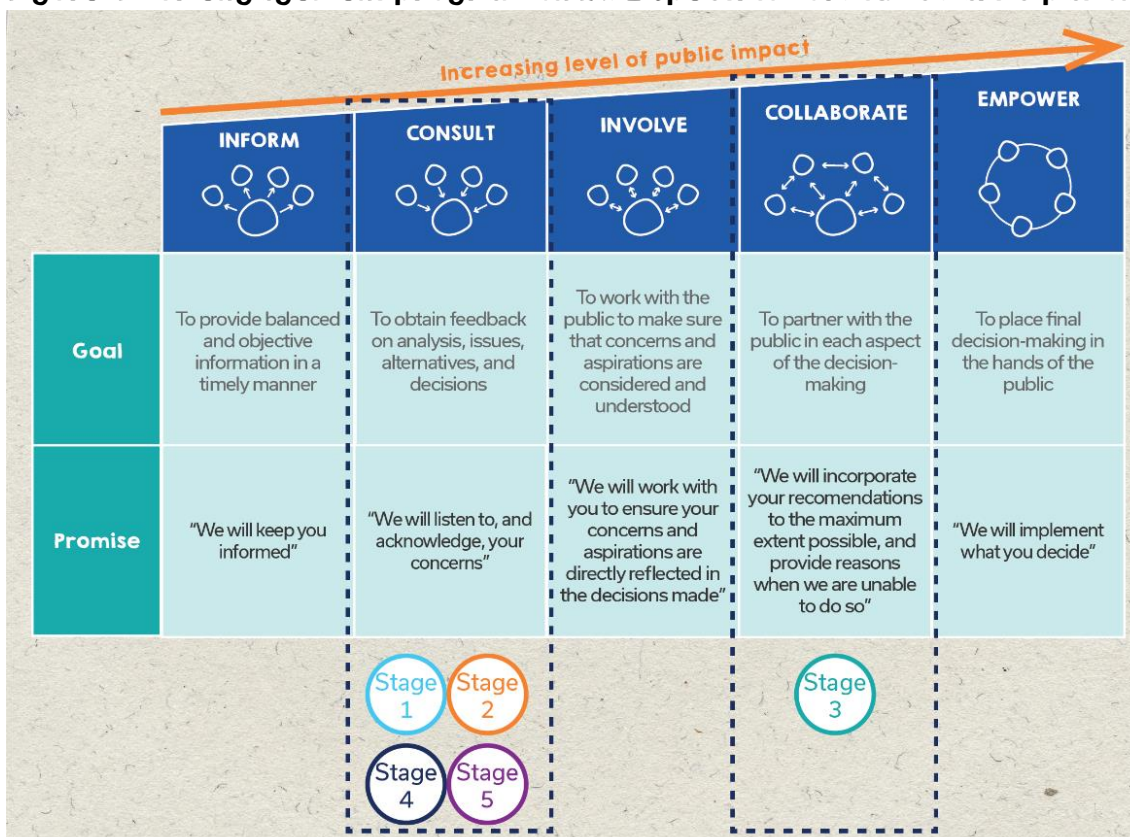 Increasing level of public impact
INFORM
CONSULT
INVOLVE
COLLABORATE
EMPOWER
Goal
To provide balanced
and objective
information in a
timely manner
To obtain feedback
on analysis, issues,
alternatives, and
decisions
To work with the
public to make sure
that concerns and
aspirations are
considered and
understood
To partner with the
public in each aspect
of the decision-
making
To place final
decision-making in
the hands of the
public
Promise
"We will keep you
informed"
"We will listen to, and
acknowledge, your
concerns"
"We will work with
you to ensure your
concerns and
aspirations are
directly reflected in
the decisions made"
"We will incorporate
your recomendations
to the maximum
extent possible, and
provide reasons
when we are unable
to do so"
"We will implement
what you decide"
Stage
1
Stage
2
Stage
3
Stage
4
Stage
5